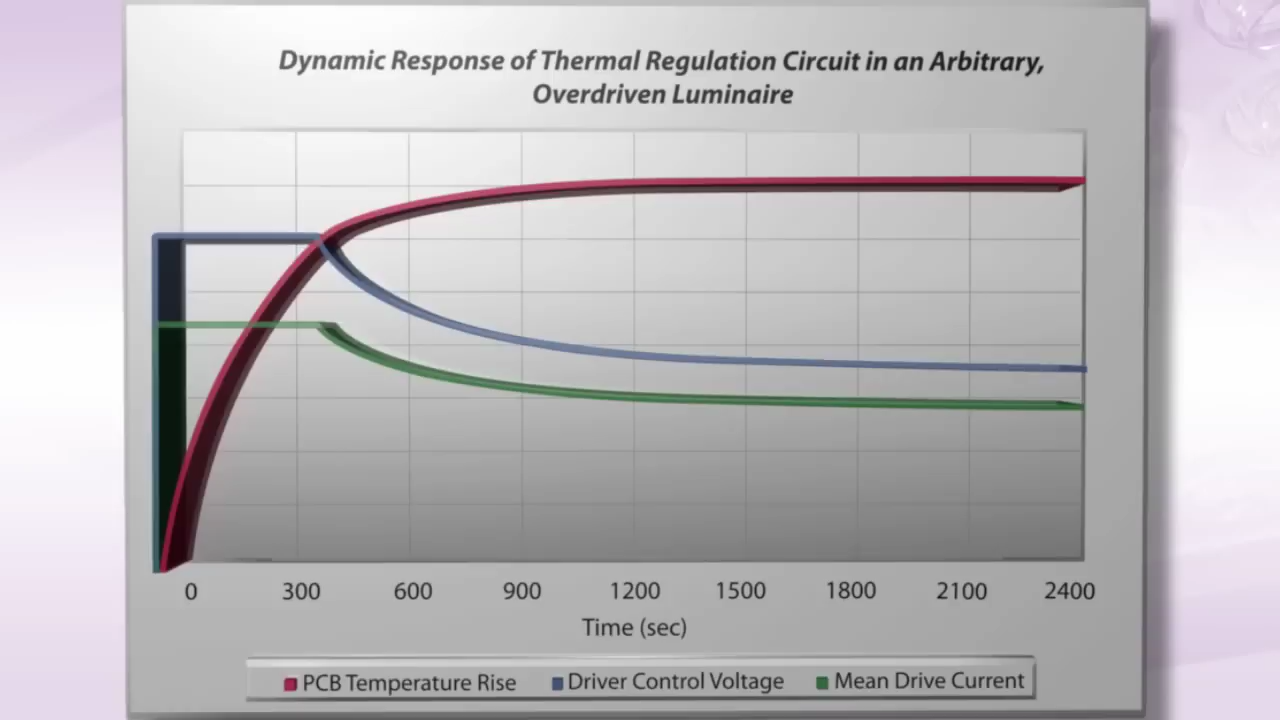 Dynamic Response of Thermal Regulation Circuit in an Arbitrary,
Overdriven Luminaire
0 300 600 900 1200 1500 1800 2100 2400
Time (sec)
PCB Temperature Rise Driver Control Voltage Mean Drive Current